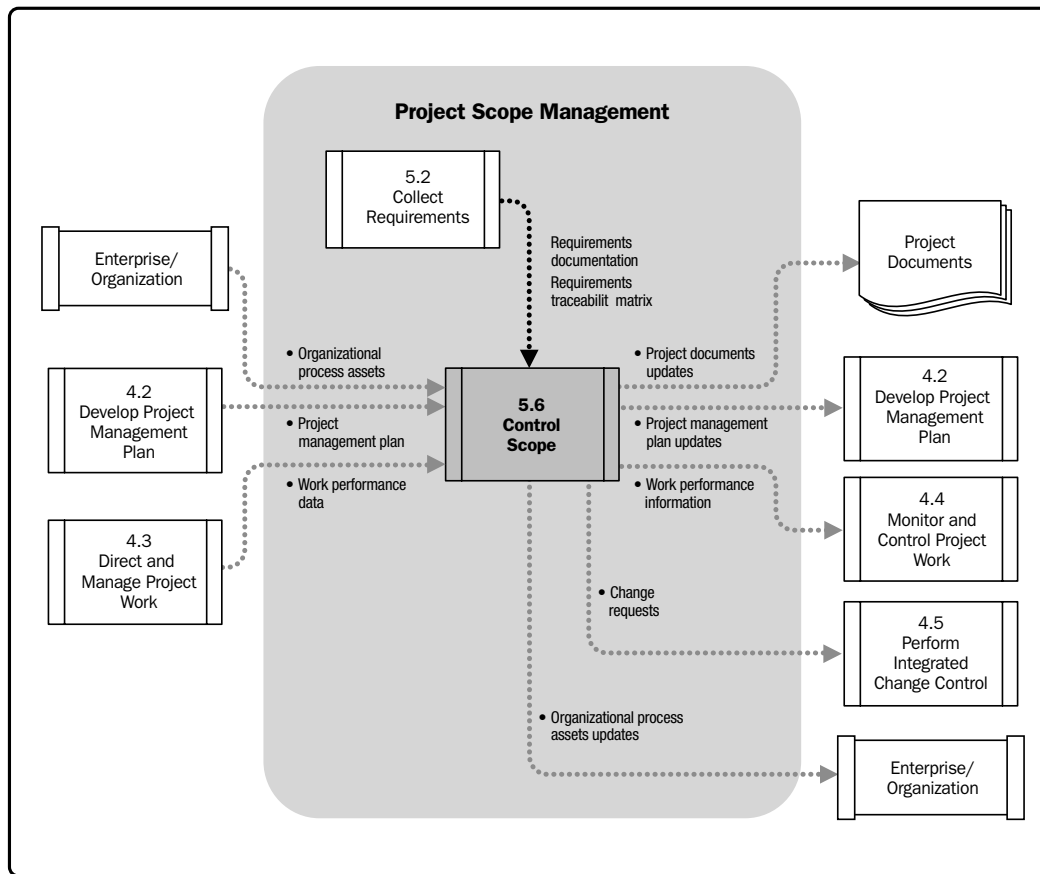 Project Scope Management
5.2
Collect
Requirements
Enterprise/
Organization
Requirements
documentation
Requirements
traceabilit matrix
Project
Documents
• Organizational
process assets
• Project documents
updates
4.2
Develop Project
Management
Plan
• Project
management plan
5.6
Control
Scope
• Project management
plan updates
4.2
Develop Project
Management
Plan
• Work performance
data
• Work performance
information
4.3
Direct and
Manage Project
Work
4.4
Monitor and
Control Project
Work
• Change
requests
4.5
Perform
Integrated
Change Control
• Organizational process
assets updates
Enterprise/
Organization